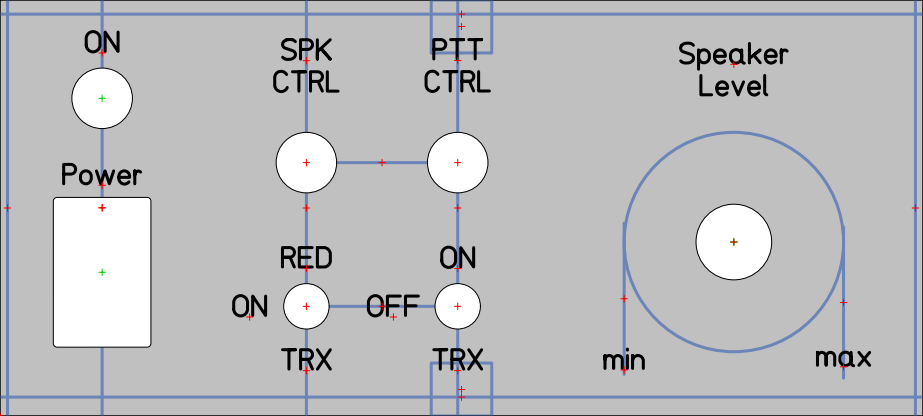 ON
Power
SPK
CTRL
PTT
CTRL
RED
ON
ON
OFF
TRX
TRX
Speaker
Level
min
max